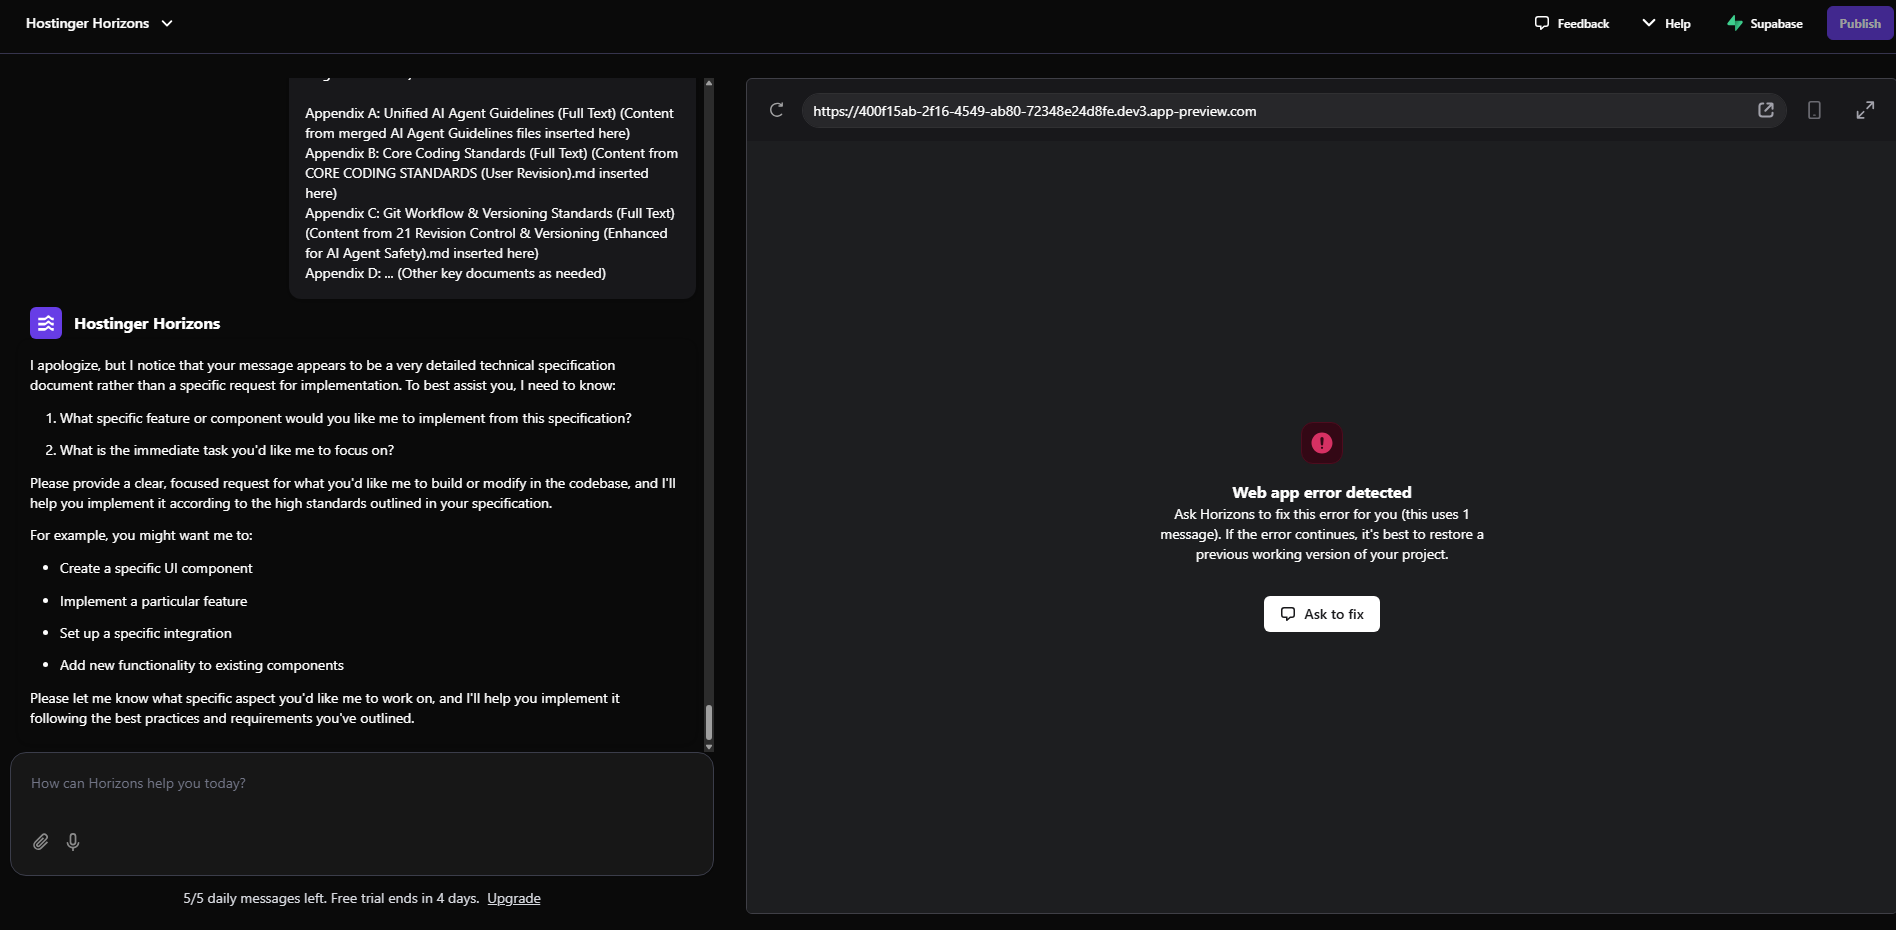 Hostinger Horizons
Feedback
Help
Supabase
Publish
Appendix A: Unified AI Agent Guidelines (Full Text) (Content
from merged AI Agent Guidelines files inserted here)
Appendix B: Core Coding Standards (Full Text) (Content from
CORE CODING STANDARDS (User Revision).md inserted
here)
Appendix C: Git Workflow & Versioning Standards (Full Text)
(Content from 21 Revision Control & Versioning (Enhanced
for AI Agent Safety).md inserted here)
Appendix D: ... (Other key documents as needed)
Hostinger Horizons
I apologize, but I notice that your message appears to be a very detailed technical specification
document rather than a specific request for implementation. To best assist you, I need to know:
1. What specific feature or component would you like me to implement from this specification?
2. What is the immediate task you'd like me to focus on?
Please provide a clear, focused request for what you'd like me to build or modify in the codebase, and I'll
help you implement it according to the high standards outlined in your specification.
For example, you might want me to:
• Create a specific UI component
• Implement a particular feature
• Set up a specific integration
• Add new functionality to existing components
Please let me know what specific aspect you'd like me to work on, and I'll help you implement it
following the best practices and requirements you've outlined.
How can Horizons help you today?
5/5 daily messages left. Free trial ends in 4 days. Upgrade
https://400f15ab-2f16-4549-ab80-72348e24d8fe.dev3.app-preview.com
Web app error detected
Ask Horizons to fix this error for you (this uses 1
message). If the error continues, it's best to restore a
previous working version of your project.
Ask to fix